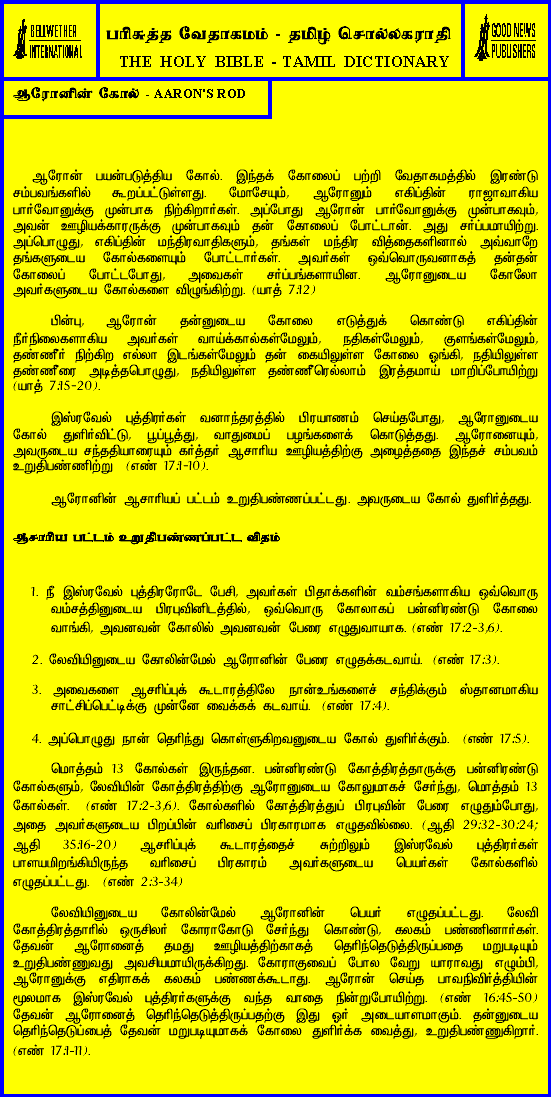 BELLWETHER
INTERNATIONAL
பரிசுத்த வேதாகமம் - தமிழ் சொல்லகராதி
THE HOLY BIBLE - TAMIL DICTIONARY
GOOD NEWS
PUBLISHERS
ஆரோனின் கோல் - AARON'S ROD
ஆரோன் பயன்படுத்திய கோல். இந்தக் கோலைப் பற்றி வேதாகமத்தில் இரண்டு
சம்பவங்களில் கூறப்பட்டுள்ளது. மோசேயும், ஆரோனும் எகிப்தின் ராஜாவாகிய
பார்வோனுக்கு முன்பாக நிற்கிறார்கள். அப்போது ஆரோன் பார்வோனுக்கு முன்பாகவும்,
அவன் ஊழியக்காரருக்கு முன்பாகவும் தன் கோலைப் போட்டான். அது சர்ப்பமாயிற்று.
அப்பொழுது, எகிப்தின் மந்திரவாதிகளும், தங்கள் மந்திர வித்தைகளினால் அவ்வாறே
தங்களுடைய கோல்களையும் போட்டார்கள். அவர்கள் ஒவ்வொருவனாகத் தன்தன்
கோலைப் போட்டபோது, அவைகள் சர்ப்பங்களாயின. ஆரோனுடைய கோலோ
அவர்களுடைய கோல்களை விழுங்கிற்று. (யாத் 7:12)
பின்பு, ஆரோன் தன்னுடைய கோலை எடுத்துக் கொண்டு எகிப்தின்
நீர்நிலைகளாகிய அவர்கள் வாய்க்கால்கள்மேலும், நதிகள்மேலும், குளங்கள்மேலும்,
தண்ணீர் நிற்கிற எல்லா இடங்கள்மேலும் தன் கையிலுள்ள கோலை ஓங்கி, நதியிலுள்ள
தண்ணீரை அடித்தபொழுது, நதியிலுள்ள தண்ணீரெல்லாம் இரத்தமாய் மாறிப்போயிற்று
(யாத் 7:15-20).
இஸ்ரவேல் புத்திரர்கள் வனாந்தரத்தில் பிரயாணம் செய்தபோது, ஆரோனுடைய
கோல் துளிர்விட்டு, பூப்பூத்து, வாதுமைப் பழங்களைக் கொடுத்தது. ஆரோனையும்,
அவருடைய சந்ததியாரையும் கர்த்தர் ஆசாரிய ஊழியத்திற்கு அழைத்ததை இந்தச் சம்பவம்
உறுதிபண்ணிற்று (எண் 17:1-10).
ஆரோனின் ஆசாரியப் பட்டம் உறுதிபண்ணப்பட்டது. அவருடைய கோல் துளிர்த்தது.
ஆசாரிய பட்டம் உறுதிபண்ணப்பட்ட விதம்
1. நீ இஸ்ரவேல் புத்திரரோடே பேசி, அவர்கள் பிதாக்களின் வம்சங்களாகிய ஒவ்வொரு
வம்சத்தினுடைய பிரபுவினிடத்தில், ஒவ்வொரு கோலாகப் பன்னிரண்டு கோலை
வாங்கி, அவனவன் கோலில் அவனவன் பேரை எழுதுவாயாக. (எண் 17:2-3,6).
2. லேவியினுடைய கோலின்மேல் ஆரோனின் பேரை எழுதக்கடவாய். (எண் 17:3).
3. அவைகளை ஆசரிப்புக் கூடாரத்திலே நான்உங்களைச் சந்திக்கும் ஸ்தானமாகிய
சாட்சிப்பெட்டிக்கு முன்னே வைக்கக் கடவாய். (எண் 17:4).
4. அப்பொழுது நான் தெரிந்து கொள்ளுகிறவனுடைய கோல் துளிர்க்கும். (எண் 17:5).
மொத்தம் 13 கோல்கள் இருந்தன. பன்னிரண்டு கோத்திரத்தாருக்கு பன்னிரண்டு
கோல்களும், லேவியின் கோத்திரத்திற்கு ஆரோனுடைய கோலுமாகச் சேர்ந்து, மொத்தம் 13
கோல்கள். (எண் 17:2-3,6). கோல்களில் கோத்திரத்துப் பிரபுவின் பேரை எழுதும்போது,
அதை அவர்களுடைய பிறப்பின் வரிசைப் பிரகாரமாக எழுதவில்லை. (ஆதி 29:32-30:24;
ஆதி 35:16-20) ஆசரிப்புக் கூடாரத்தைச் சுற்றிலும் இஸ்ரவேல் புத்திரர்கள்
பாளயமிறங்கியிருந்த வரிசைப் பிரகாரம் அவர்களுடைய பெயர்கள் கோல்களில்
எழுதப்பட்டது. (எண் 2:3-34)
லேவியினுடைய கோலின்மேல் ஆரோனின் பெயர் எழுதப்பட்டது. லேவி
கோத்திரத்தாரில் ஒருசிலர் கோராகோடு சேர்ந்து கொண்டு, கலகம் பண்ணினார்கள்.
தேவன் ஆரோனைத் தமது ஊழியத்திற்காகத் தெரிந்தெடுத்திருப்பதை மறுபடியும்
உறுதிபண்ணுவது அவசியமாயிருக்கிறது. கோராகுவைப் போல வேறு யாராவது எழும்பி,
ஆரோனுக்கு எதிராகக் கலகம் பண்ணக்கூடாது. ஆரோன் செய்த பாவநிவிர்த்தியின்
மூலமாக இஸ்ரவேல் புத்திரர்களுக்கு வந்த வாதை நின்றுபோயிற்று. (எண் 16:45-50)
தேவன் ஆரோனைத் தெரிந்தெடுத்திருப்பதற்கு இது ஓர் அடையாளமாகும். தன்னுடைய
தெரிந்தெடுப்பைத் தேவன் மறுபடியுமாகக் கோலை துளிர்க்க வைத்து, உறுதிபண்ணுகிறார்.
(எண் 17:1-11).